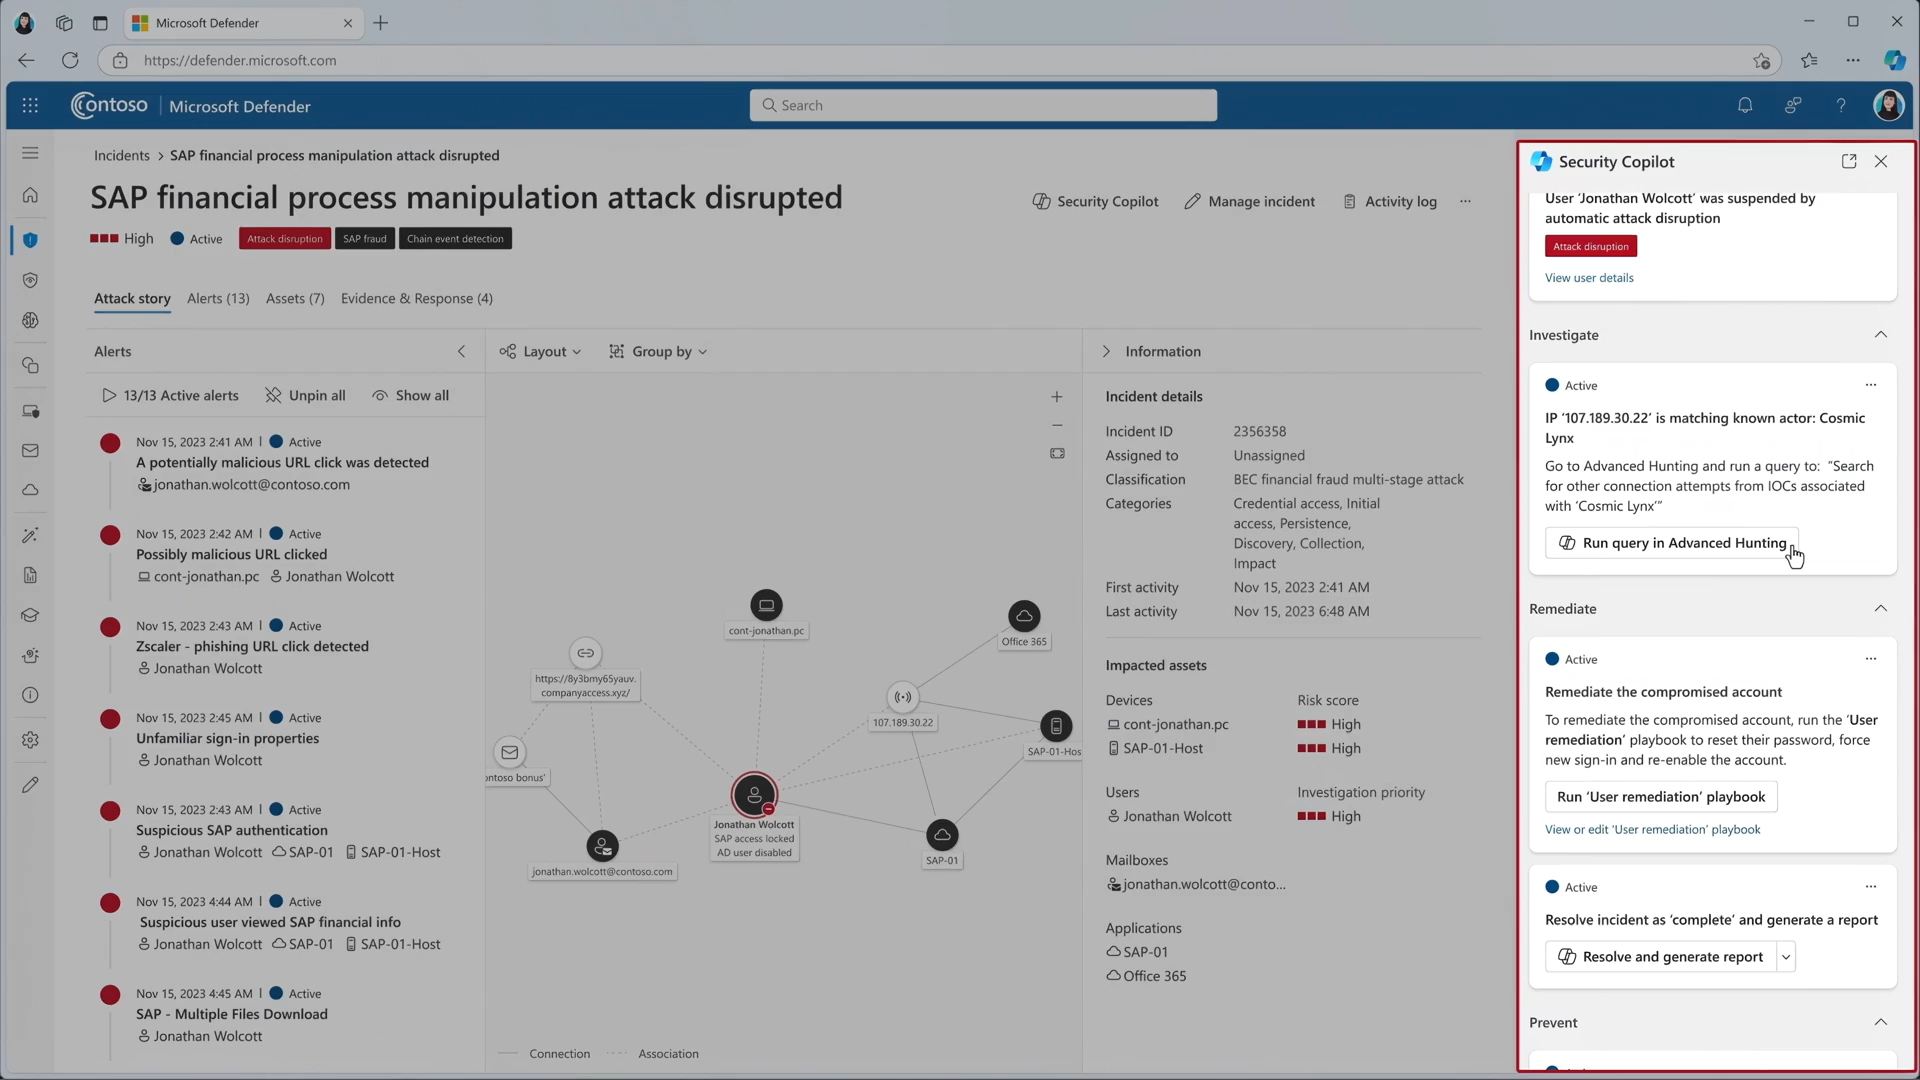 Microsoft Defender
https://defender.microsoft.com
Contoso
Microsoft Defender
Search
Incidents > SAP financial process manipulation attack disrupted
SAP financial process manipulation attack disrupted
Security Copilot
Manage incident
Activity log
High
Active
Attack disruption
SAP fraud
Chain event detection
Attack story
Alerts (13)
Assets (7)
Evidence & Response (4)
Alerts
13/13 Active alerts
Unpin all
Show all
Nov 15, 2023 2:41 AM | Active
A potentially malicious URL click was detected
jonathan.wolcott@contoso.com
Nov 15, 2023 2:42 AM | Active
Possibly malicious URL clicked
cont-jonathan.pc Jonathan Wolcott
Nov 15, 2023 2:43 AM | Active
Zscaler - phishing URL click detected
Jonathan Wolcott
Nov 15, 2023 2:45 AM | Active
Unfamiliar sign-in properties
Jonathan Wolcott
Nov 15, 2023 2:43 AM | Active
Suspicious SAP authentication
Jonathan Wolcott SAP-01 SAP-01-Host
Nov 15, 2023 4:44 AM | Active
Suspicious user viewed SAP financial info
Jonathan Wolcott SAP-01 SAP-01-Host
Nov 15, 2023 4:45 AM | Active
SAP - Multiple Files Download
Jonathan Wolcott
Layout
Group by
cont-jonathan.pc
Office 365
https://8y3bmy65yauv.
companyaccess.xyz/
107.189.30.22
SAP-01-Hos
ontoso bonus'
Jonathan Wolcott
SAP access locked
AD user disabled
SAP-01
jonathan.wolcott@contoso.com
Connection
Association
Information
Incident details
Incident ID 2356358
Assigned to Unassigned
Classification BEC financial fraud multi-stage attack
Categories Credential access, Initial
access, Persistence,
Discovery, Collection,
Impact
First activity Nov 15, 2023 2:41 AM
Last activity Nov 15, 2023 6:48 AM
Impacted assets
Devices Risk score
cont-jonathan.pc High
SAP-01-Host High
Users Investigation priority
Jonathan Wolcott High
Mailboxes
jonathan.wolcott@conto...
Applications
SAP-01
Office 365
Security Copilot
User ‘Jonathan Wolcott’ was suspended by
automatic attack disruption
Attack disruption
View user details
Investigate
Active
IP ‘107.189.30.22’ is matching known actor: Cosmic
Lynx
Go to Advanced Hunting and run a query to: “Search
for other connection attempts from IOCs associated
with ‘Cosmic Lynx’”
Run query in Advanced Hunting
Remediate
Active
Remediate the compromised account
To remediate the compromised account, run the ‘User
remediation’ playbook to reset their password, force
new sign-in and re-enable the account.
Run ‘User remediation’ playbook
View or edit 'User remediation' playbook
Active
Resolve incident as ‘complete’ and generate a report
Resolve and generate report
Prevent